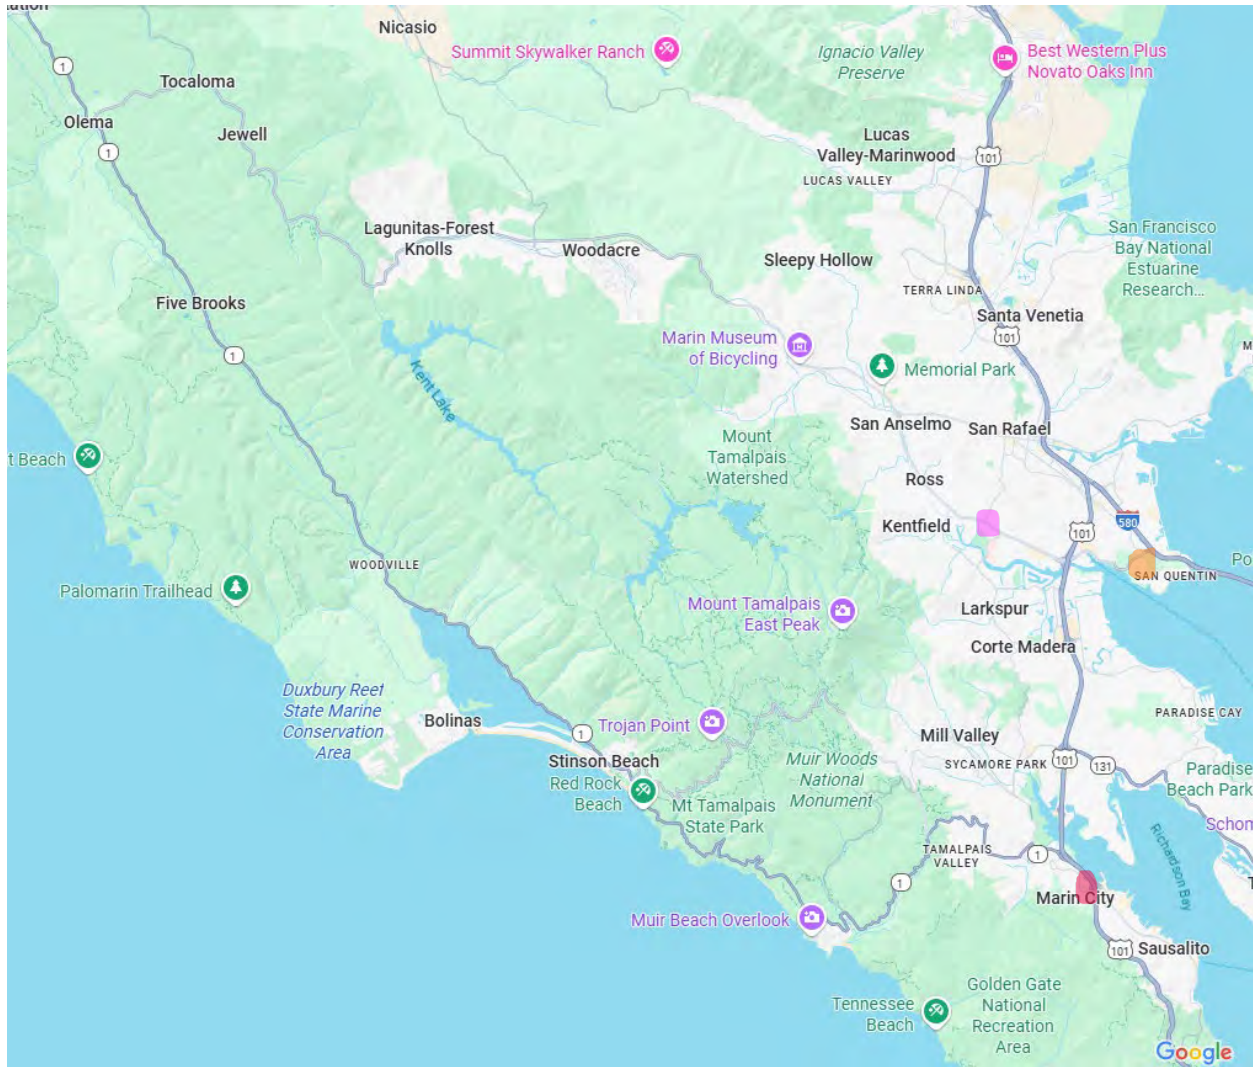 Nicasio
Summit Skywalker Ranch
Ignacio Valley
Preserve
Best Western Plus
Novato Oaks Inn
1
Tocaloma
Olema
Jewell
1
Lucas
Valley-Marinwood
101
LUCAS VALLEY
Lagunitas-Forest
Knolls
Woodacre
Sleepy Hollow
San Francisco
Bay National
Estuarine
Research...
TERRA LINDA
Five Brooks
Santa Venetia
101
Marin Museum
of Bicycling
1
Kent Lake
Memorial Park
San Anselmo
San Rafael
t Beach
Mount
Tamalpais
Watershed
Ross
Kentfield
580
101
WOODVILLE
SAN QUENTIN
Po
Palomarin Trailhead
Mount Tamalpais
East Peak
Larkspur
Corte Madera
Duxbury Reef
State Marine
Conservation
Area
Bolinas
Trojan Point
PARADISE CAY
1
Mill Valley
Stinson Beach
Muir Woods
National
Monument
SYCAMORE PARK
101
131
Paradise
Beach Park
Red Rock
Beach
Mt Tamalpais
State Park
Schom
Richardson Bay
TAMALPAIS
VALLEY
1
1
Marin City
Muir Beach Overlook
101
Sausalito
Tennessee
Beach
Golden Gate
National
Recreation
Area
Google